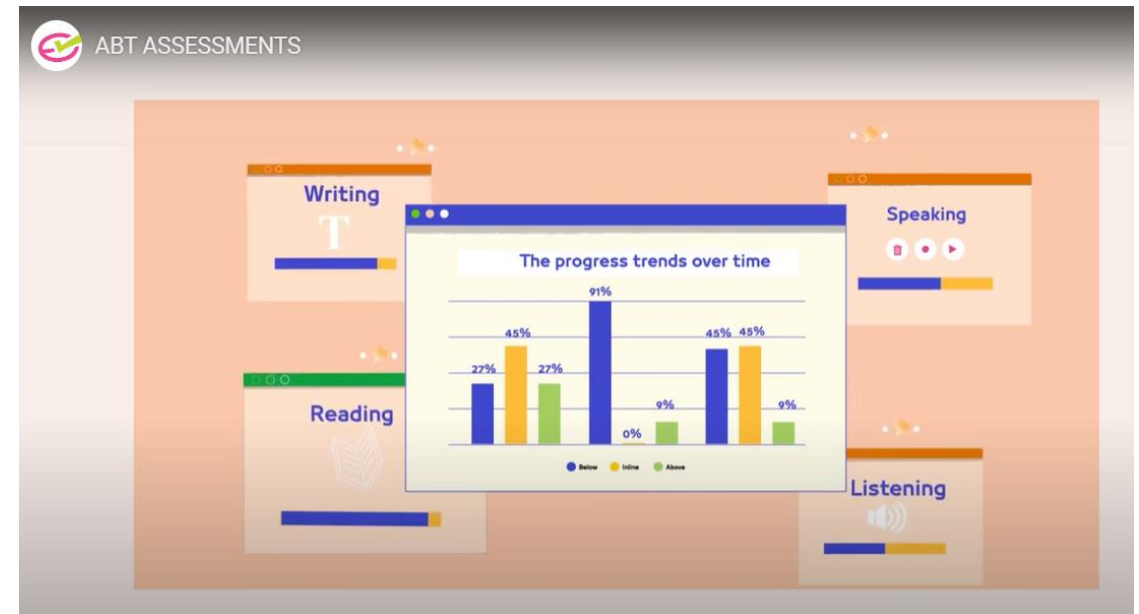 ABT ASSESSMENTS
Writing
T
Speaking
The progress trends over time
91%
45%
45% 45%
27%
27%
9%
9%
0%
Reading
Below Inline Above
Listening